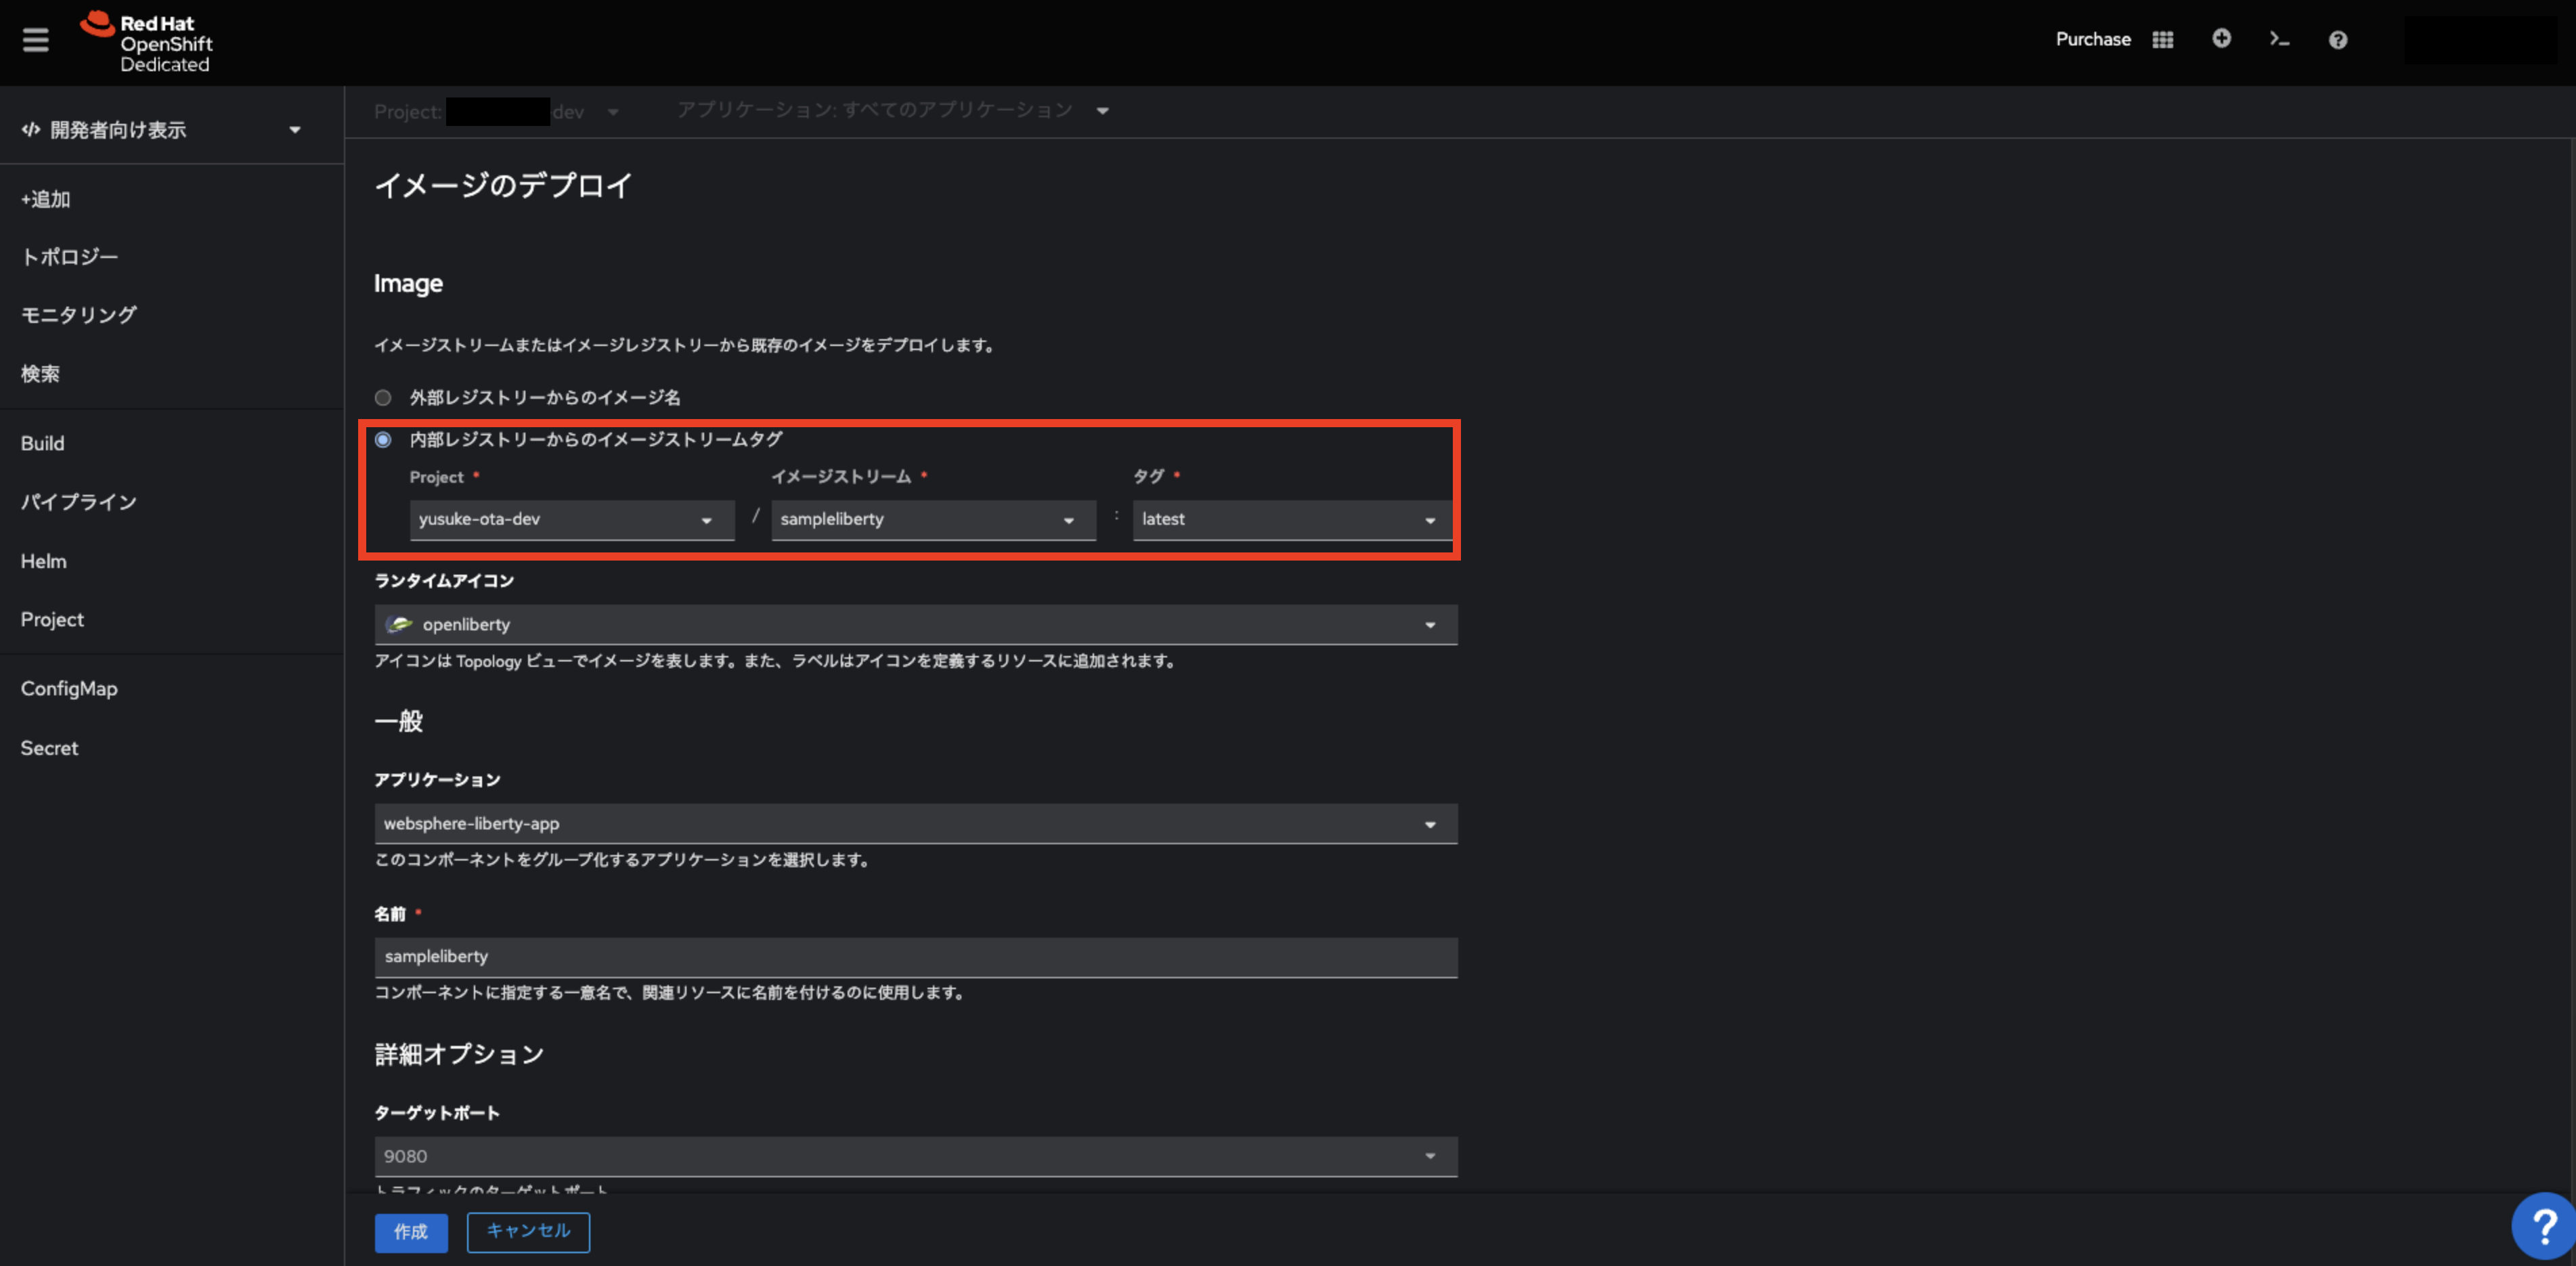 Red Hat
OpenShift
Dedicated
Purchase
開発者向け表示
+追加
トポロジー
モニタリング
検索
Build
パイプライン
Helm
Project
ConfigMap
Secret
Project: dev
アプリケーション: すべてのアプリケーション
イメージのデプロイ
Image
イメージストリームまたはイメージレジストリーから既存のイメージをデプロイします。
外部レジストリーからのイメージ名
内部レジストリーからのイメージストリームタグ
Project * イメージストリーム * タグ *
yusuke-ota-dev / sampleliberty : latest
ランタイムアイコン
openliberty
アイコンは Topology ビューでイメージを表します。また、ラベルはアイコンを定義するリソースに追加されます。
一般
アプリケーション
websphere-liberty-app
このコンポーネントをグループ化するアプリケーションを選択します。
名前 *
sampleliberty
コンポーネントに指定する一意名で、関連リソースに名前を付けるのに使用します。
詳細オプション
ターゲットポート
9080
トラフィックのターゲットポート
作成 キャンセル